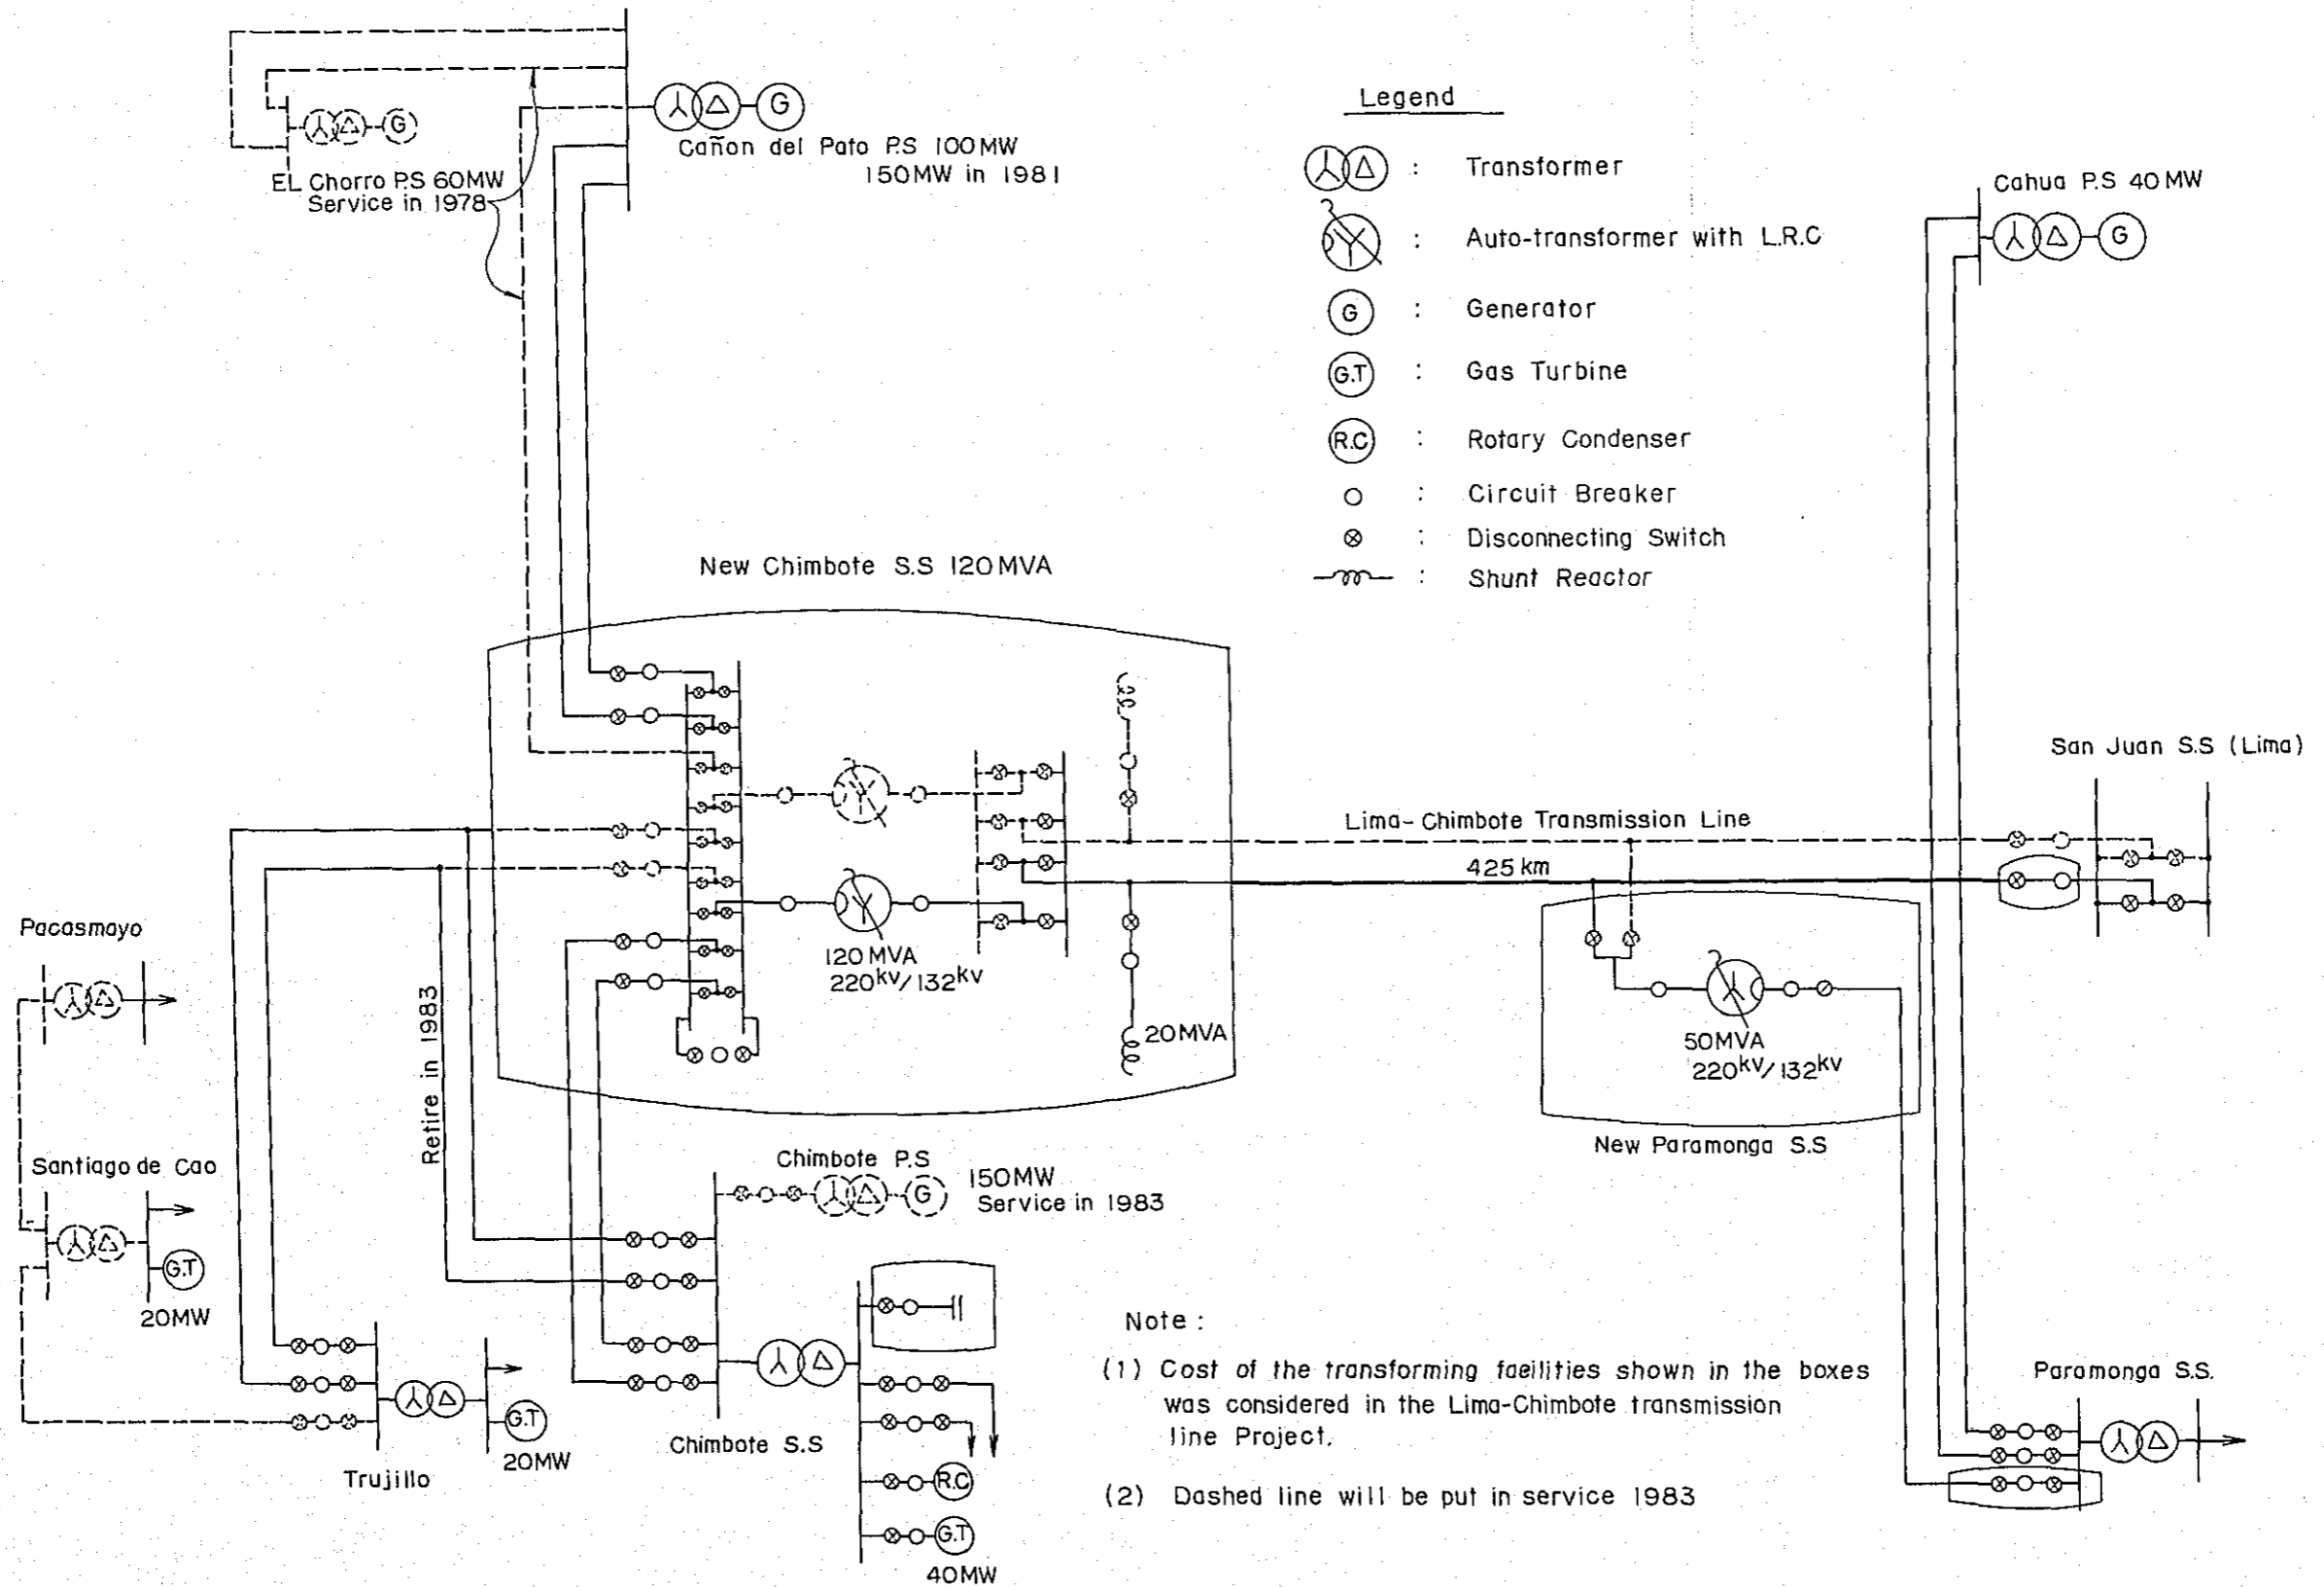 Cañon del Pato P.S 100MW
150MW in 1981
G
G
EL Chorro P.S 60MW
Service in 1978
Legend
: Transformer
: Auto-transformer with L.R.C
G : Generator
G.T : Gas Turbine
R.C : Rotary Condenser
: Circuit Breaker
: Disconnecting Switch
: Shunt Reactor
Cahua P.S 40MW
G
New Chimbote S.S 120MVA
120MVA
220kv/132kv
20MVA
Lima-Chimbote Transmission Line
425km
San Juan S.S (Lima)
50MVA
220kv/132kv
New Paramonga S.S
Pacasmayo
Retire in 1983
Santiago de Cao
G.T
20MW
Trujillo
G.T
20MW
Chimbote P.S
G
150MW
Service in 1983
Chimbote S.S
R.C
G.T
40MW
Note :
(1) Cost of the transforming facilities shown in the boxes
was considered in the Lima-Chimbote transmission
line Project.
(2) Dashed line will be put in service 1983
Paramonga S.S.